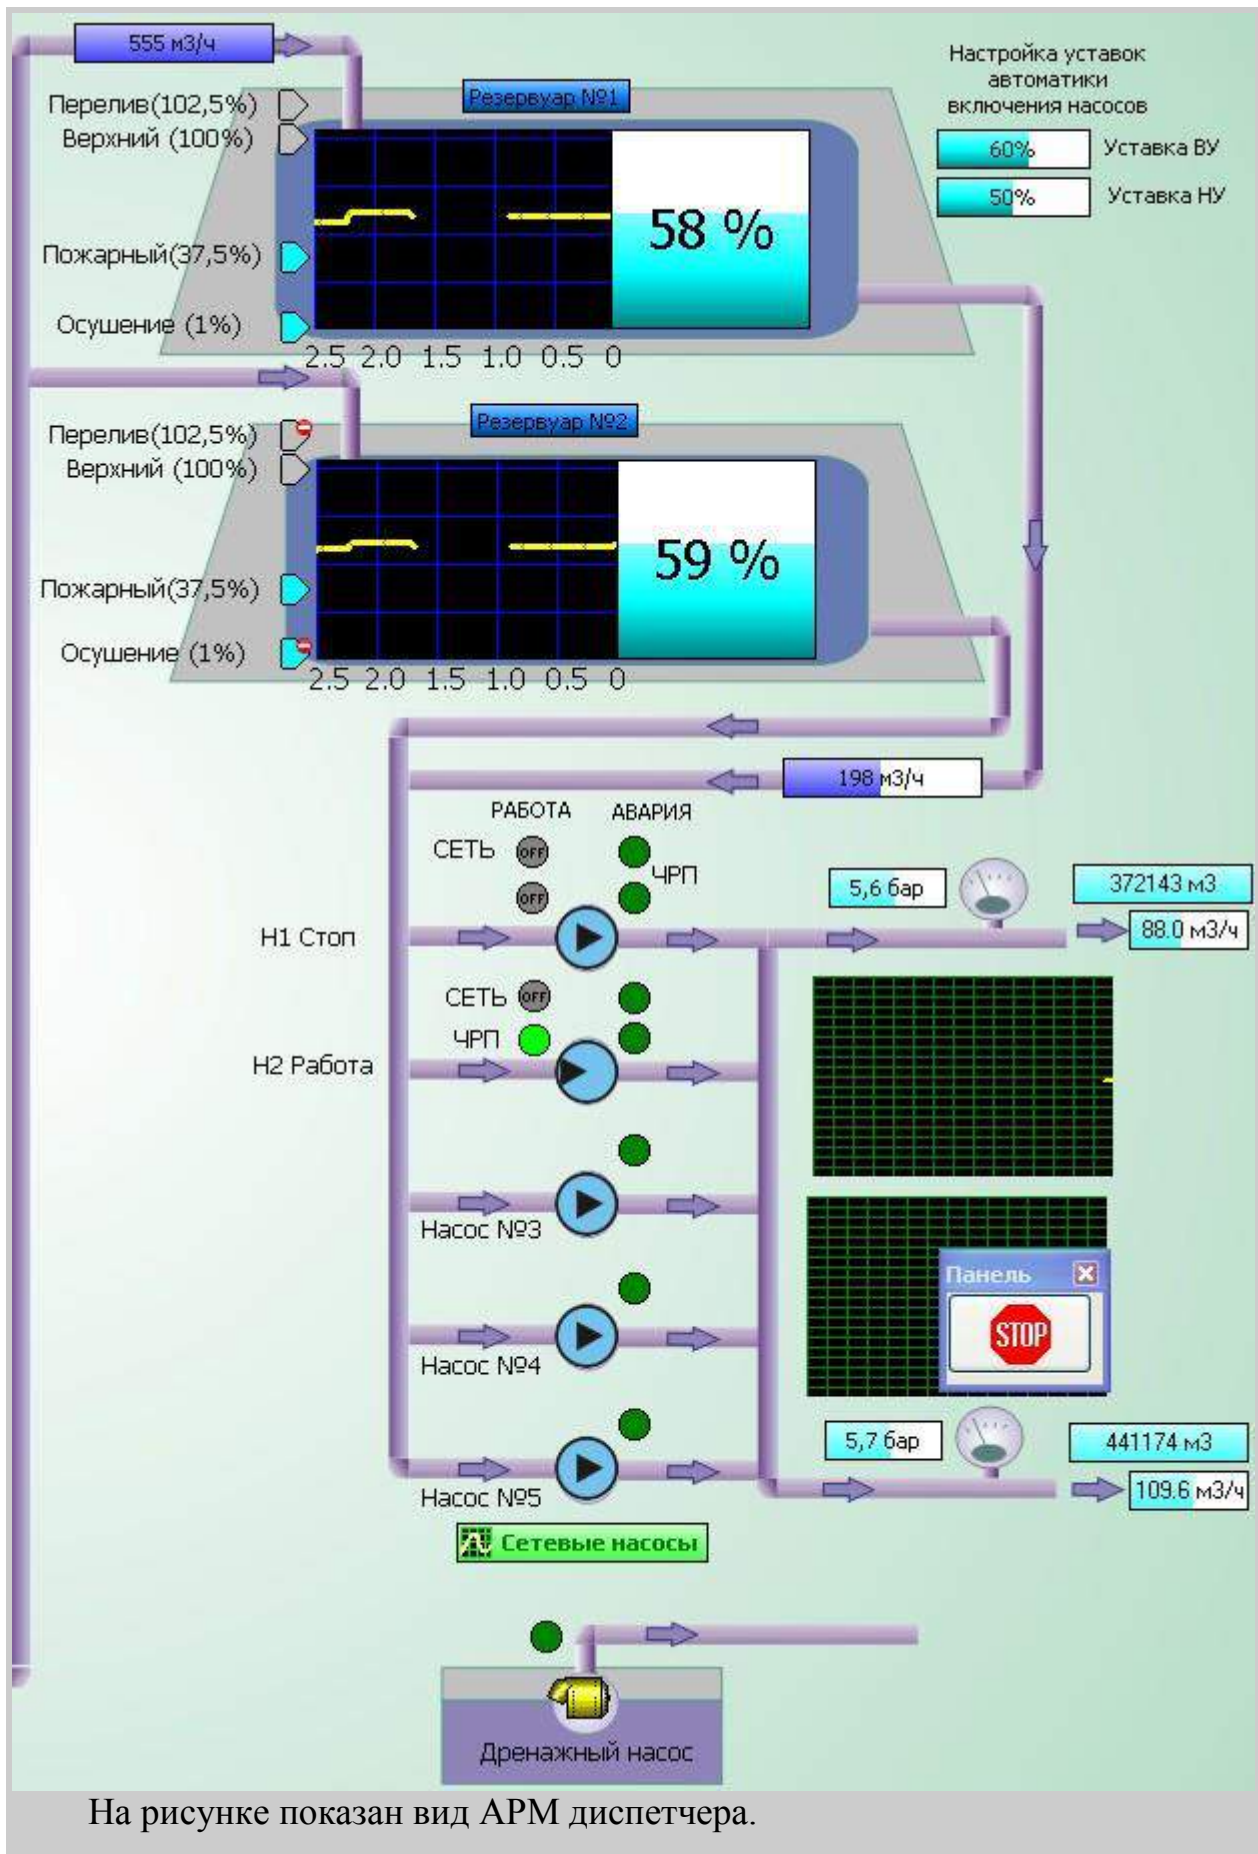 555 м3/ч
Настройка уставок
автоматики
включения насосов
Резервуар №1
Перелив(102,5%)
Верхний (100%)
60%
Уставка ВУ
50%
Уставка НУ
58 %
Пожарный(37,5%)
Осушение (1%)
2.5 2.0 1.5 1.0 0.5 0
Резервуар №2
Перелив(102,5%)
Верхний (100%)
59 %
Пожарный(37,5%)
Осушение (1%)
2.5 2.0 1.5 1.0 0.5 0
198 м3/ч
РАБОТА
АВАРИЯ
СЕТЬ
OFF
ЧРП
OFF
5,6 бар
372143 м3
Н1 Стоп
88.0 м3/ч
СЕТЬ
OFF
ЧРП
Н2 Работа
Насос №3
Панель
STOP
Насос №4
5,7 бар
441174 м3
Насос №5
109.6 м3/ч
Сетевые насосы
Дренажный насос
На рисунке показан вид АРМ диспетчера.